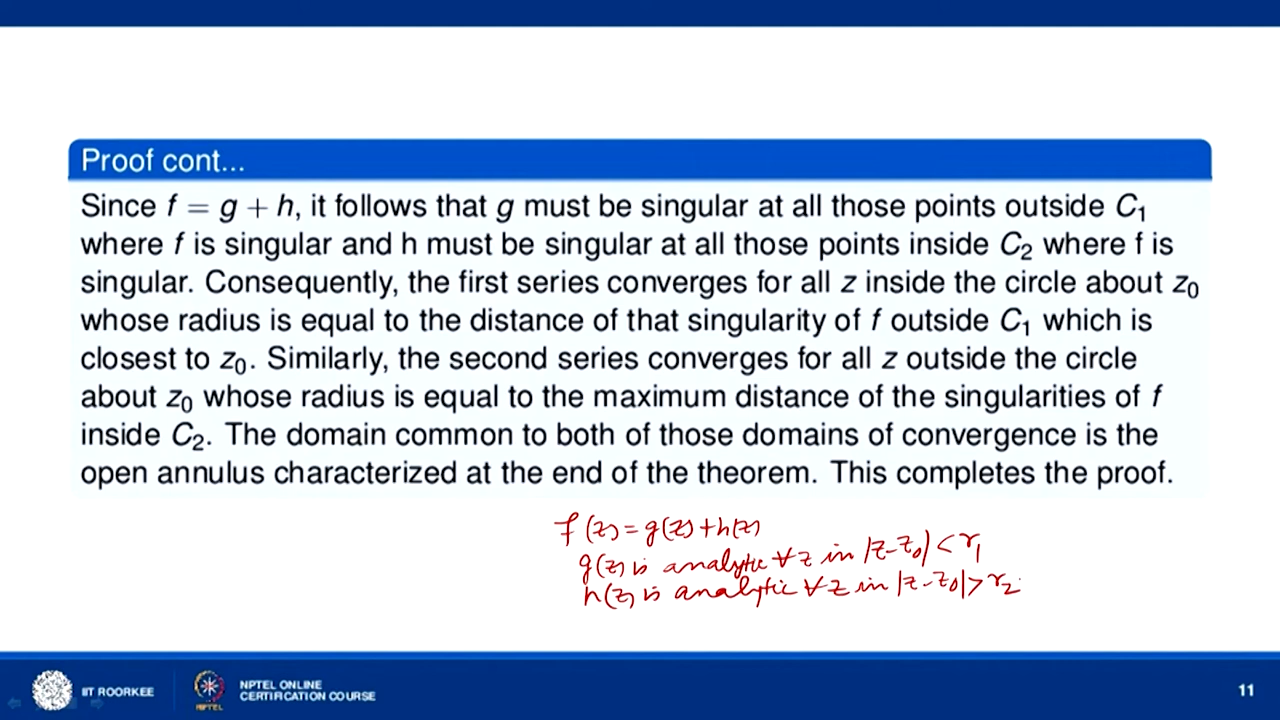 Proof cont...
Since f = g + h, it follows that g must be singular at all those points outside C₁
where f is singular and h must be singular at all those points inside C₂ where f is
singular. Consequently, the first series converges for all z inside the circle about z₀
whose radius is equal to the distance of that singularity of f outside C₁ which is
closest to z₀. Similarly, the second series converges for all z outside the circle
about z₀ whose radius is equal to the maximum distance of the singularities of f
inside C₂. The domain common to both of those domains of convergence is the
open annulus characterized at the end of the theorem. This completes the proof.
f(z) = g(z) + h(z)
g(z) is analytic ∀ z in |z-z₀| < r₁
h(z) is analytic ∀ z in |z-z₀| > r₂
IIT ROORKEE
NPTEL
NPTEL ONLINE
CERTIFICATION COURSE
11